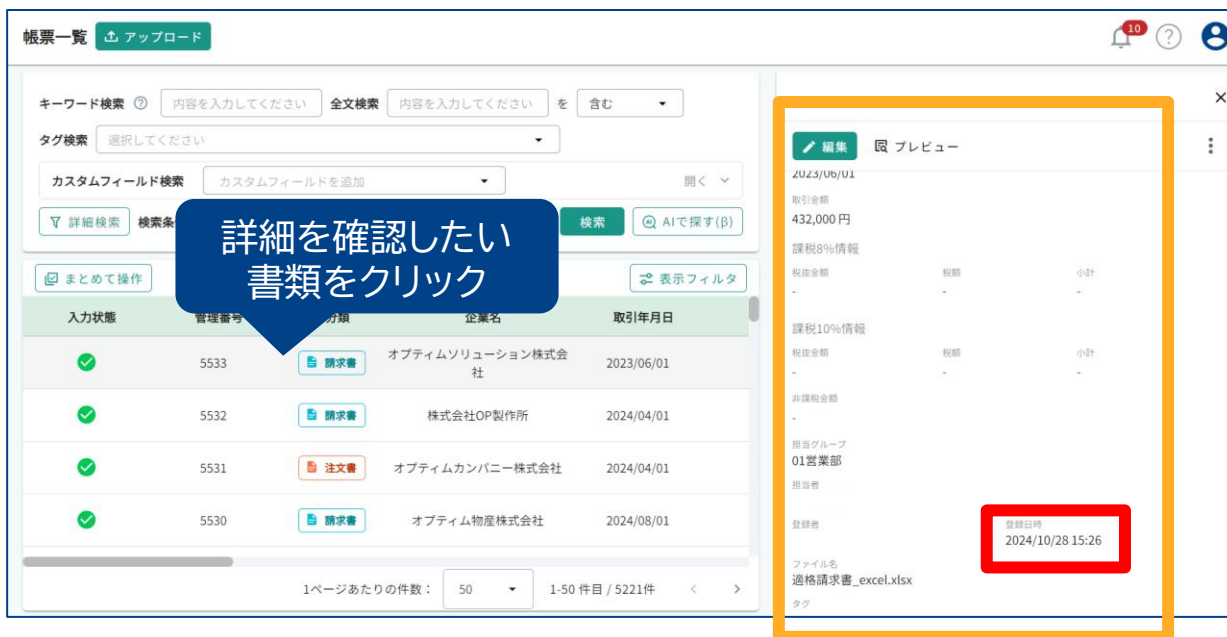 帳票一覧 アップロード 10
キーワード検索 内容を入力してください 全文検索 内容を入力してください を 含む
タグ検索 選択してください
カスタムフィールド検索 カスタムフィールドを追加 開く
詳細検索 検索条 検索 AIで探す(β)
詳細を確認したい
書類をクリック
まとめて操作 表示フィルタ
入力状態 管理番号 分類 企業名 取引年月日
5533 請求書 オプティムソリューション株式会社 2023/06/01
5532 請求書 株式会社OP製作所 2024/04/01
5531 注文書 オプティムカンパニー株式会社 2024/04/01
5530 請求書 オプティム物産株式会社 2024/08/01
1ページあたりの件数： 50 1-50 件目 / 5221件
編集 プレビュー
2023/06/01
取引金額
432,000 円
課税8%情報
税抜金額 税額 小計
- - -
課税10%情報
税抜金額 税額 小計
- - -
非課税金額
-
担当グループ
01営業部
担当者
登録者 登録日時
2024/10/28 15:26
ファイル名
適格請求書_excel.xlsx
タグ